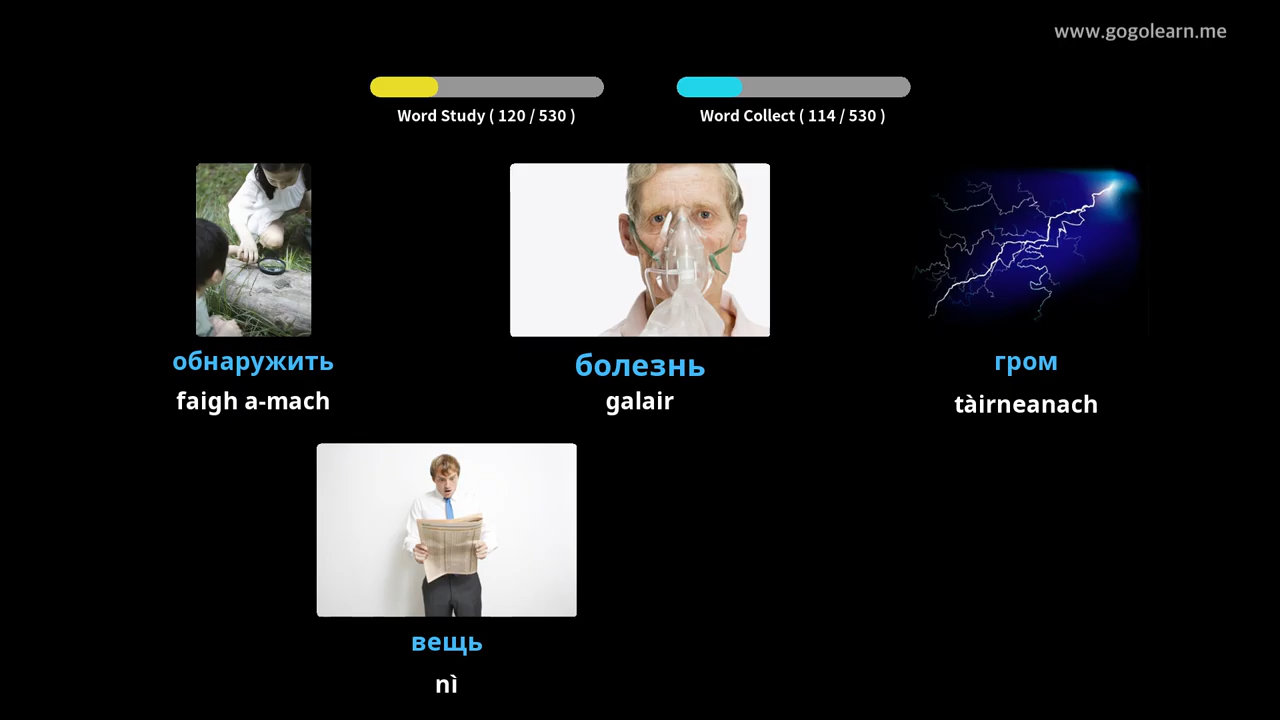 www.gogolearn.me
Word Study ( 120 / 530 )
Word Collect ( 114 / 530 )
обнаружить
faigh a-mach
болезнь
galair
гром
tàirneanach
вещь
nì